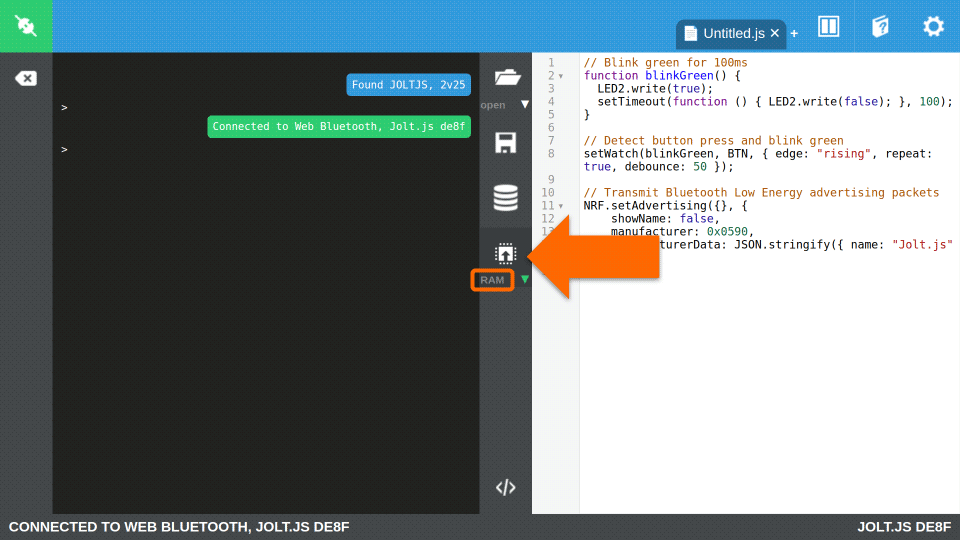 Untitled.js ✕ +
Found JOLTJS, 2v25
>
Connected to Web Bluetooth, Jolt.js de8f
>
open ▼
RAM ▼
1 // Blink green for 100ms
2 function blinkGreen() {
3   LED2.write(true);
4   setTimeout(function () { LED2.write(false); }, 100);
5 }
6
7 // Detect button press and blink green
8 setWatch(blinkGreen, BTN, { edge: "rising", repeat:
true, debounce: 50 });
9
10 // Transmit Bluetooth Low Energy advertising packets
11 NRF.setAdvertising({}, {
12     showName: false,
13     manufacturer: 0x0590,
turerData: JSON.stringify({ name: "Jolt.js"
CONNECTED TO WEB BLUETOOTH, JOLT.JS DE8F
JOLT.JS DE8F